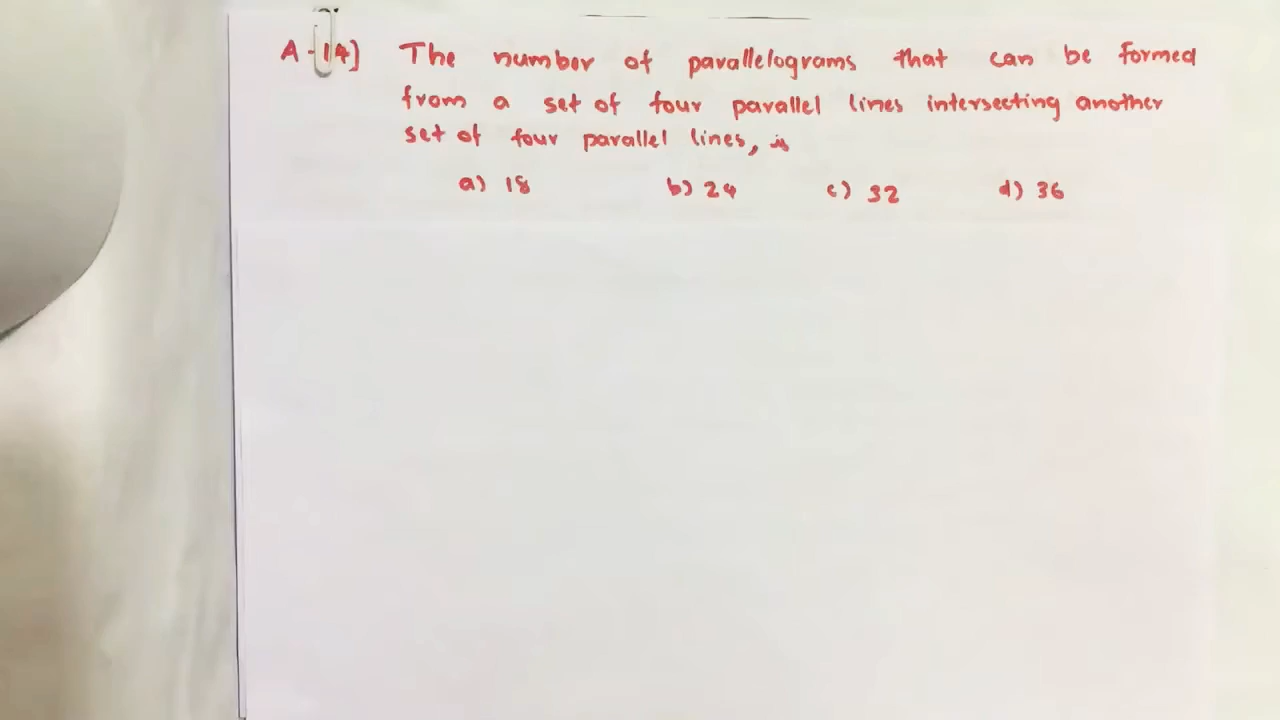 A-14] The number of parallelograms that can be formed
from a set of four parallel lines intersecting another
set of four parallel lines, is
a) 18 b) 24 c) 32 d) 36